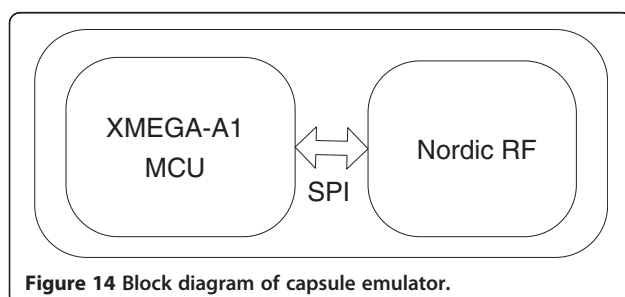 XMEGA-A1
MCU
SPI
Nordic RF
Figure 14 Block diagram of capsule emulator.